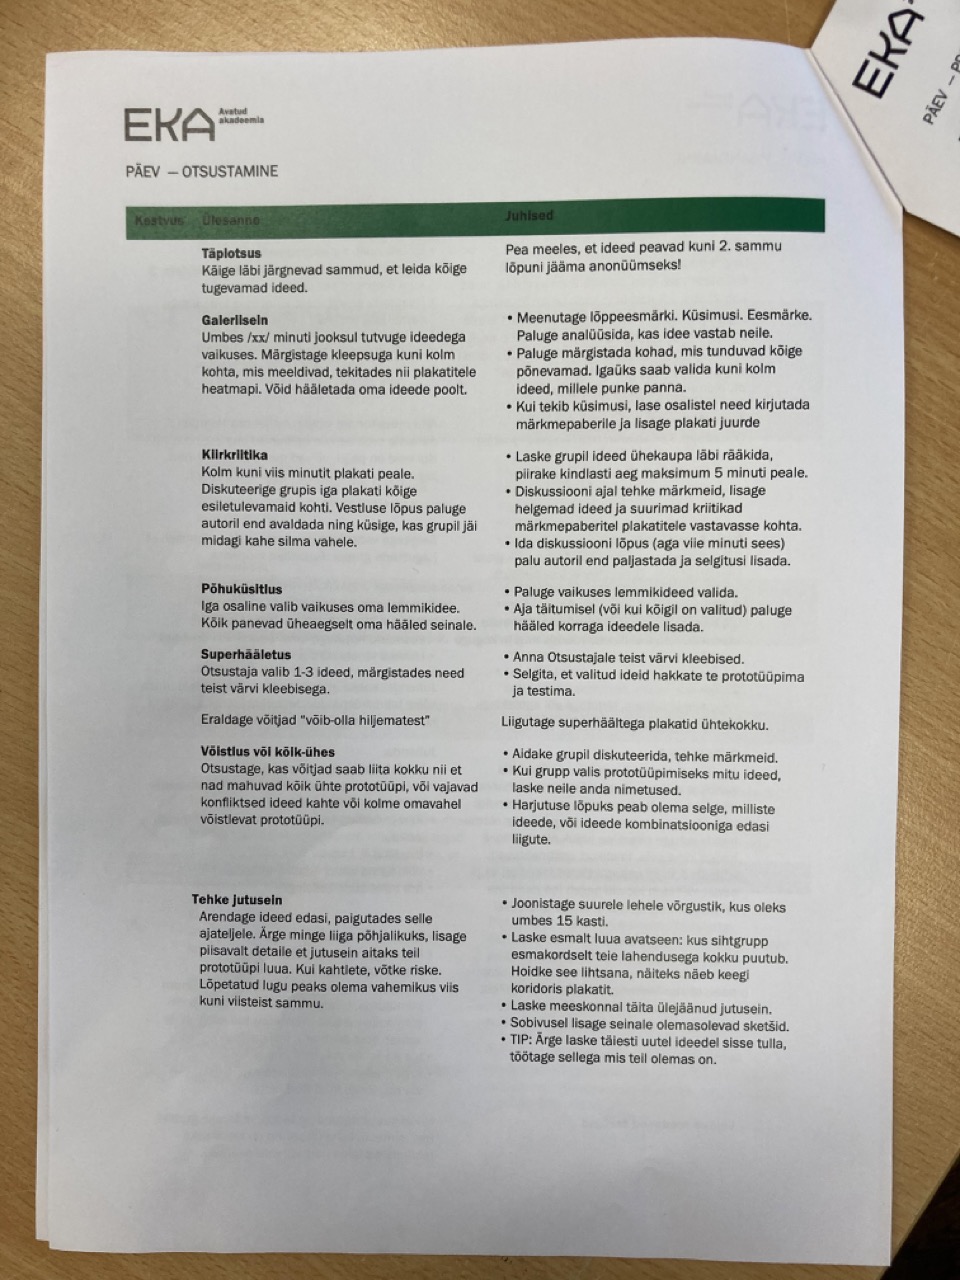 EKA Avatud
akadeemia
PÄEV – OTSUSTAMINE
Kestvus Ülesanne Juhised
Täplotsus
Käige läbi järgnevad sammud, et leida kõige
tugevamad ideed.
Pea meeles, et ideed peavad kuni 2. sammu
lõpuni jääma anonüümseks!
Galeriisein
Umbes /xx/ minuti jooksul tutvuge ideedega
vaikuses. Märgistage kleepsuga kuni kolm
kohta, mis meeldivad, tekitades nii plakatitele
heatmapi. Võid hääletada oma ideede poolt.
• Meenutage lõppeesmärki. Küsimusi. Eesmärke.
Paluge analüüsida, kas idee vastab neile.
• Paluge märgistada kohad, mis tunduvad kõige
põnevamad. Igaüks saab valida kuni kolm
ideed, millele punke panna.
• Kui tekib küsimusi, lase osalistel need kirjutada
märkmepaberile ja lisage plakati juurde
Kiirkriitika
Kolm kuni viis minutit plakati peale.
Diskuteerige grupis iga plakati kõige
esiletulevamaid kohti. Vestluse lõpus paluge
autoril end avaldada ning küsige, kas grupil jäi
midagi kahe silma vahele.
• Laske grupil ideed ühekaupa läbi rääkida,
piirake kindlasti aeg maksimum 5 minuti peale.
• Diskussiooni ajal tehke märkmeid, lisage
helgemad ideed ja suurimad kriitikad
märkmepaberitel plakatitele vastavasse kohta.
• Ida diskussiooni lõpus (aga viie minuti sees)
palu autoril end paljastada ja selgitusi lisada.
Põhuküsitlus
Iga osaline valib vaikuses oma lemmikidee.
Kõik panevad üheaegselt oma hääled seinale.
• Paluge vaikuses lemmikideed valida.
• Aja täitumisel (või kui kõigil on valitud) paluge
hääled korraga ideedele lisada.
Superhääletus
Otsustaja valib 1-3 ideed, märgistades need
teist värvi kleebisega.
• Anna Otsustajale teist värvi kleebised.
• Selgita, et valitud ideid hakkate te prototüüpima
ja testima.
Eraldage võitjad "võib-olla hiljematest"
Liigutage superhäältega plakatid ühtekokku.
Võistlus või kõik-ühes
Otsustage, kas võitjad saab liita kokku nii et
nad mahuvad kõik ühte prototüüpi, või vajavad
konfliktsed ideed kahte või kolme omavahel
võistlevat prototüüpi.
• Aidake grupil diskuteerida, tehke märkmeid.
• Kui grupp valis prototüüpimiseks mitu ideed,
laske neile anda nimetused.
• Harjutuse lõpuks peab olema selge, milliste
ideede, või ideede kombinatsiooniga edasi
liigute.
Tehke jutusein
Arendage ideed edasi, paigutades selle
ajateljele. Ärge minge liiga põhjalikuks, lisage
piisavalt detaile et jutusein aitaks teil
prototüüpi luua. Kui kahtlete, võtke riske.
Lõpetatud lugu peaks olema vahemikus viis
kuni viisteist sammu.
• Joonistage suurele lehele võrgustik, kus oleks
umbes 15 kasti.
• Laske esmalt luua avatseen: kus sihtgrupp
esmakordselt teie lahendusega kokku puutub.
Hoidke see lihtsana, näiteks näeb keegi
koridoris plakatit.
• Laske meeskonnal täita ülejäänud jutusein.
• Sobivusel lisage seinale olemasolevad sketšid.
• TIP: Ärge laske täiesti uutel ideedel sisse tulla,
töötage sellega mis teil olemas on.
EKA
PÄEV –